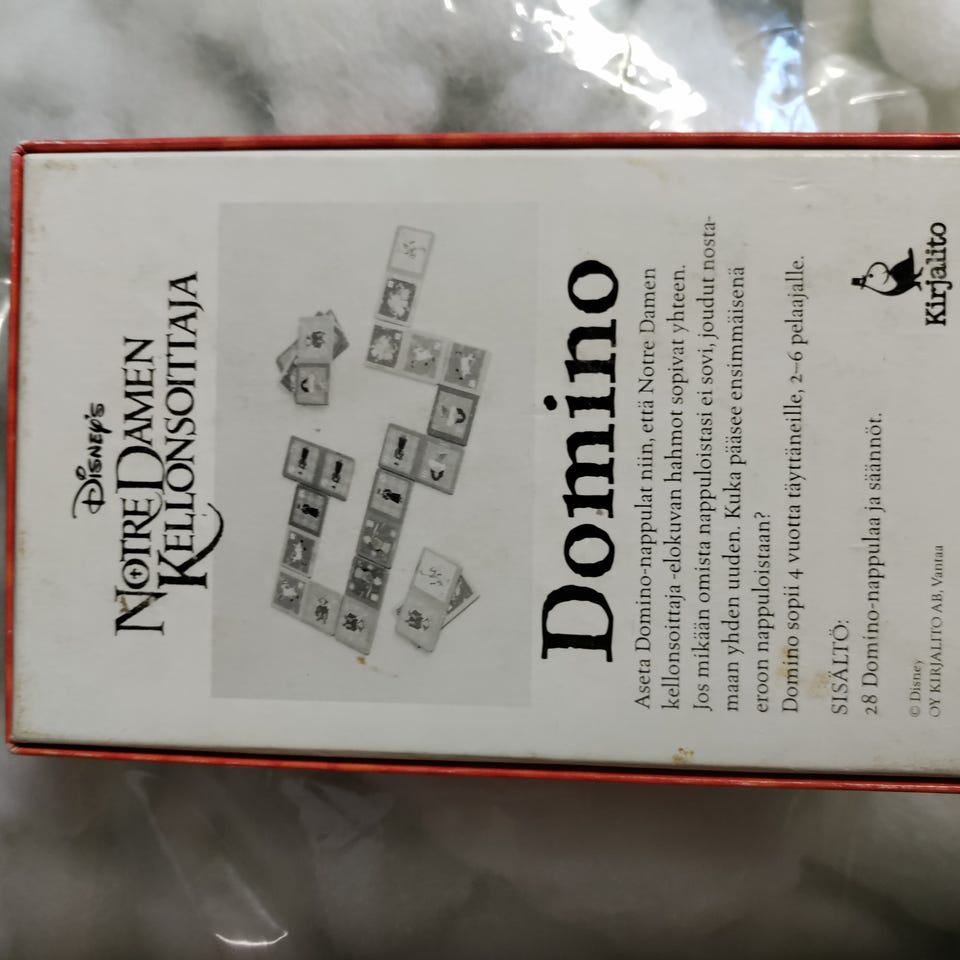 DISNEY'S
NOTRE DAMEN
KELLONSOITTAJA
Domino
Aseta Domino-nappulat niin, että Notre Damen
kellonsoittaja -elokuvan hahmot sopivat yhteen.
Jos mikään omista nappuloistasi ei sovi, joudut nosta-
maan yhden uuden. Kuka pääsee ensimmäisenä
eroon nappuloistaan?
Domino sopii 4 vuotta täyttäneille, 2–6 pelaajalle.
SISÄLTÖ:
28 Domino-nappulaa ja säännöt.
© Disney
OY KIRJALITO AB, Vantaa
Kirjalito